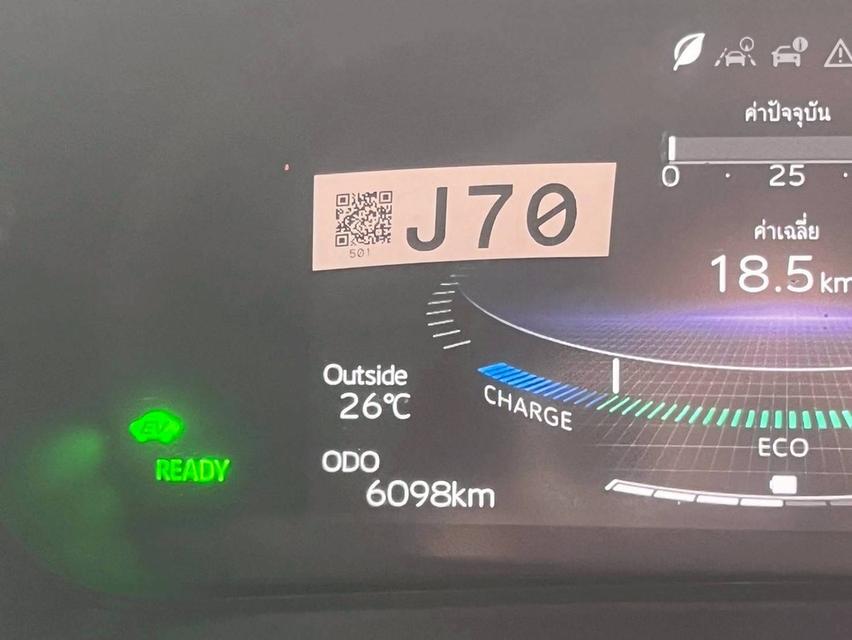 ค่าปัจจุบัน
0 · 25 ·
J70
501
ค่าเฉลี่ย
18.5 km
Outside
26℃
CHARGE
ECO
EV
READY
ODO
6098km